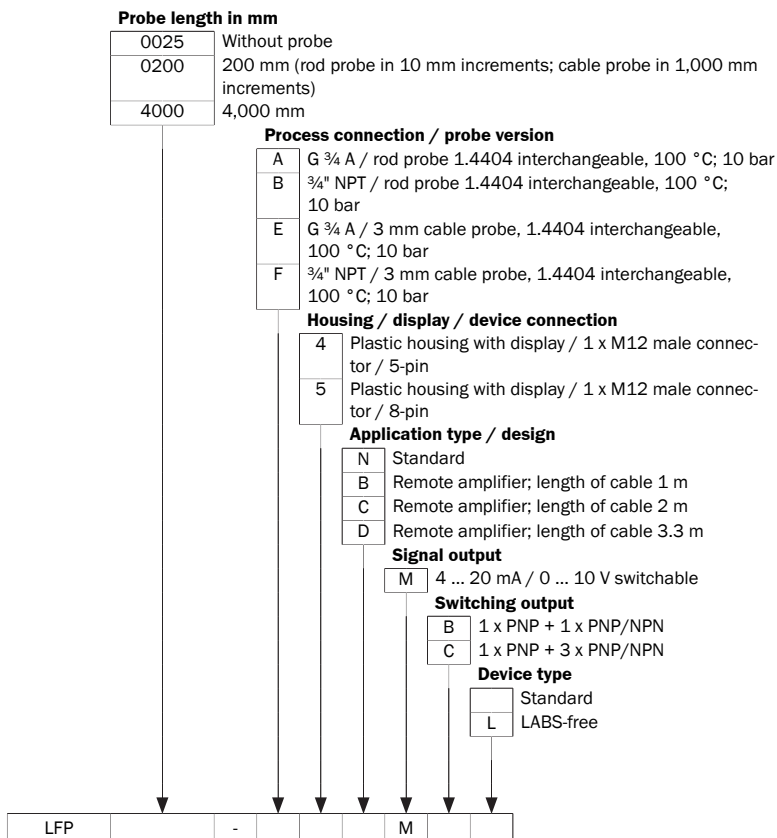 Probe length in mm
0025 Without probe
0200 200 mm (rod probe in 10 mm increments; cable probe in 1,000 mm
increments)
4000 4,000 mm
Process connection / probe version
A G ¾ A / rod probe 1.4404 interchangeable, 100 °C; 10 bar
B ¾" NPT / rod probe 1.4404 interchangeable, 100 °C;
10 bar
E G ¾ A / 3 mm cable probe, 1.4404 interchangeable,
100 °C; 10 bar
F ¾" NPT / 3 mm cable probe, 1.4404 interchangeable,
100 °C; 10 bar
Housing / display / device connection
4 Plastic housing with display / 1 x M12 male connec-
tor / 5-pin
5 Plastic housing with display / 1 x M12 male connec-
tor / 8-pin
Application type / design
N Standard
B Remote amplifier; length of cable 1 m
C Remote amplifier; length of cable 2 m
D Remote amplifier; length of cable 3.3 m
Signal output
M 4 ... 20 mA / 0 ... 10 V switchable
Switching output
B 1 x PNP + 1 x PNP/NPN
C 1 x PNP + 3 x PNP/NPN
Device type
Standard
L LABS-free
LFP - M